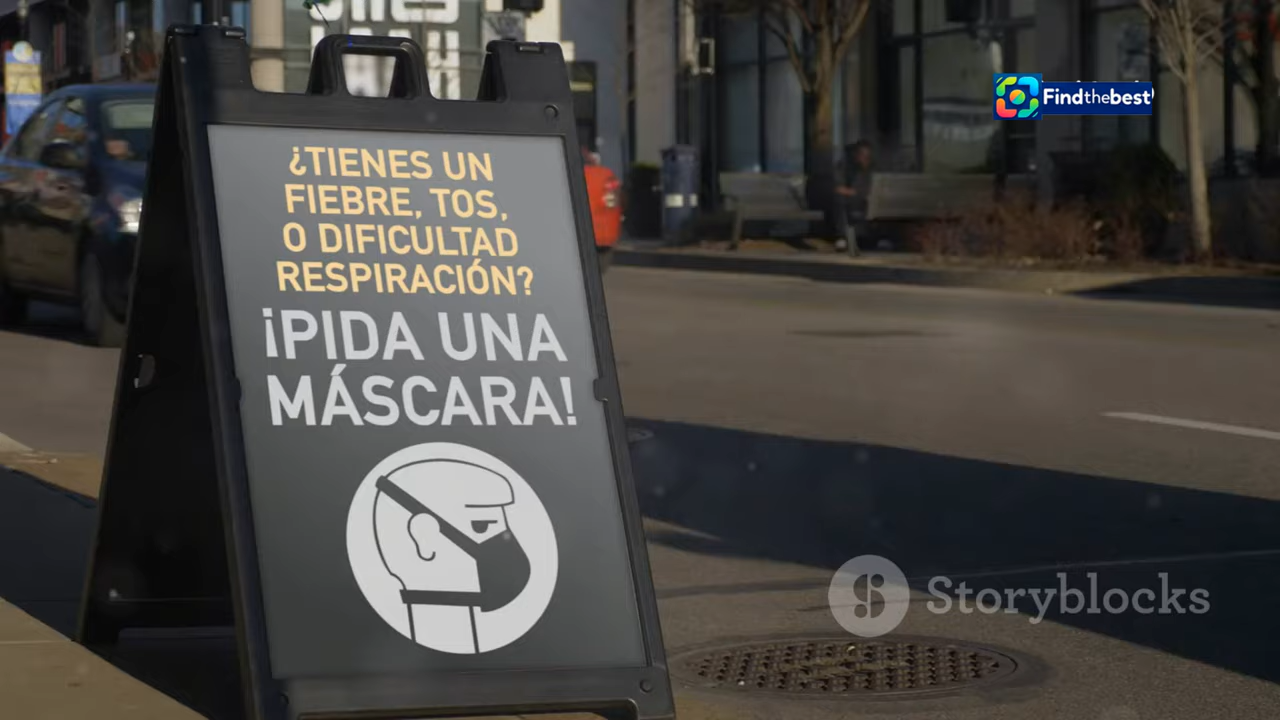 ¿TIENES UN
FIEBRE, TOS,
O DIFICULTAD
RESPIRACIÓN?
¡PIDA UNA
MÁSCARA!
Findthebest
Storyblocks